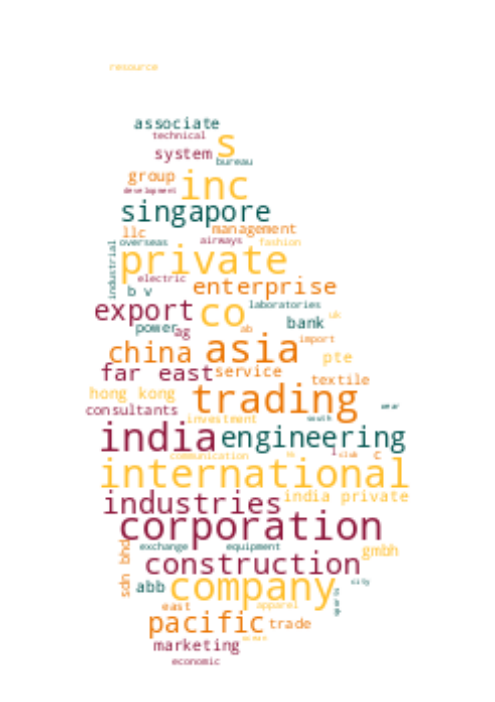 resource
associate
technical
s
system
bureau
group
inc
development
singapore
llc
management
overseas
airways
fashion
industrial
private
electric
enterprise
b v
export
co
laboratories
uk
power
ag
ab
bank
import
china
asia
pte
far east
service
textile
hong kong
trading
wear
consultants
investment
south
india
engineering
communication
club
c
international
industries
india private
corporation
exchange
equipment
gmbh
sdn bhd
construction
abb
company
city
east
apparel
pacific
trade
marketing
economic